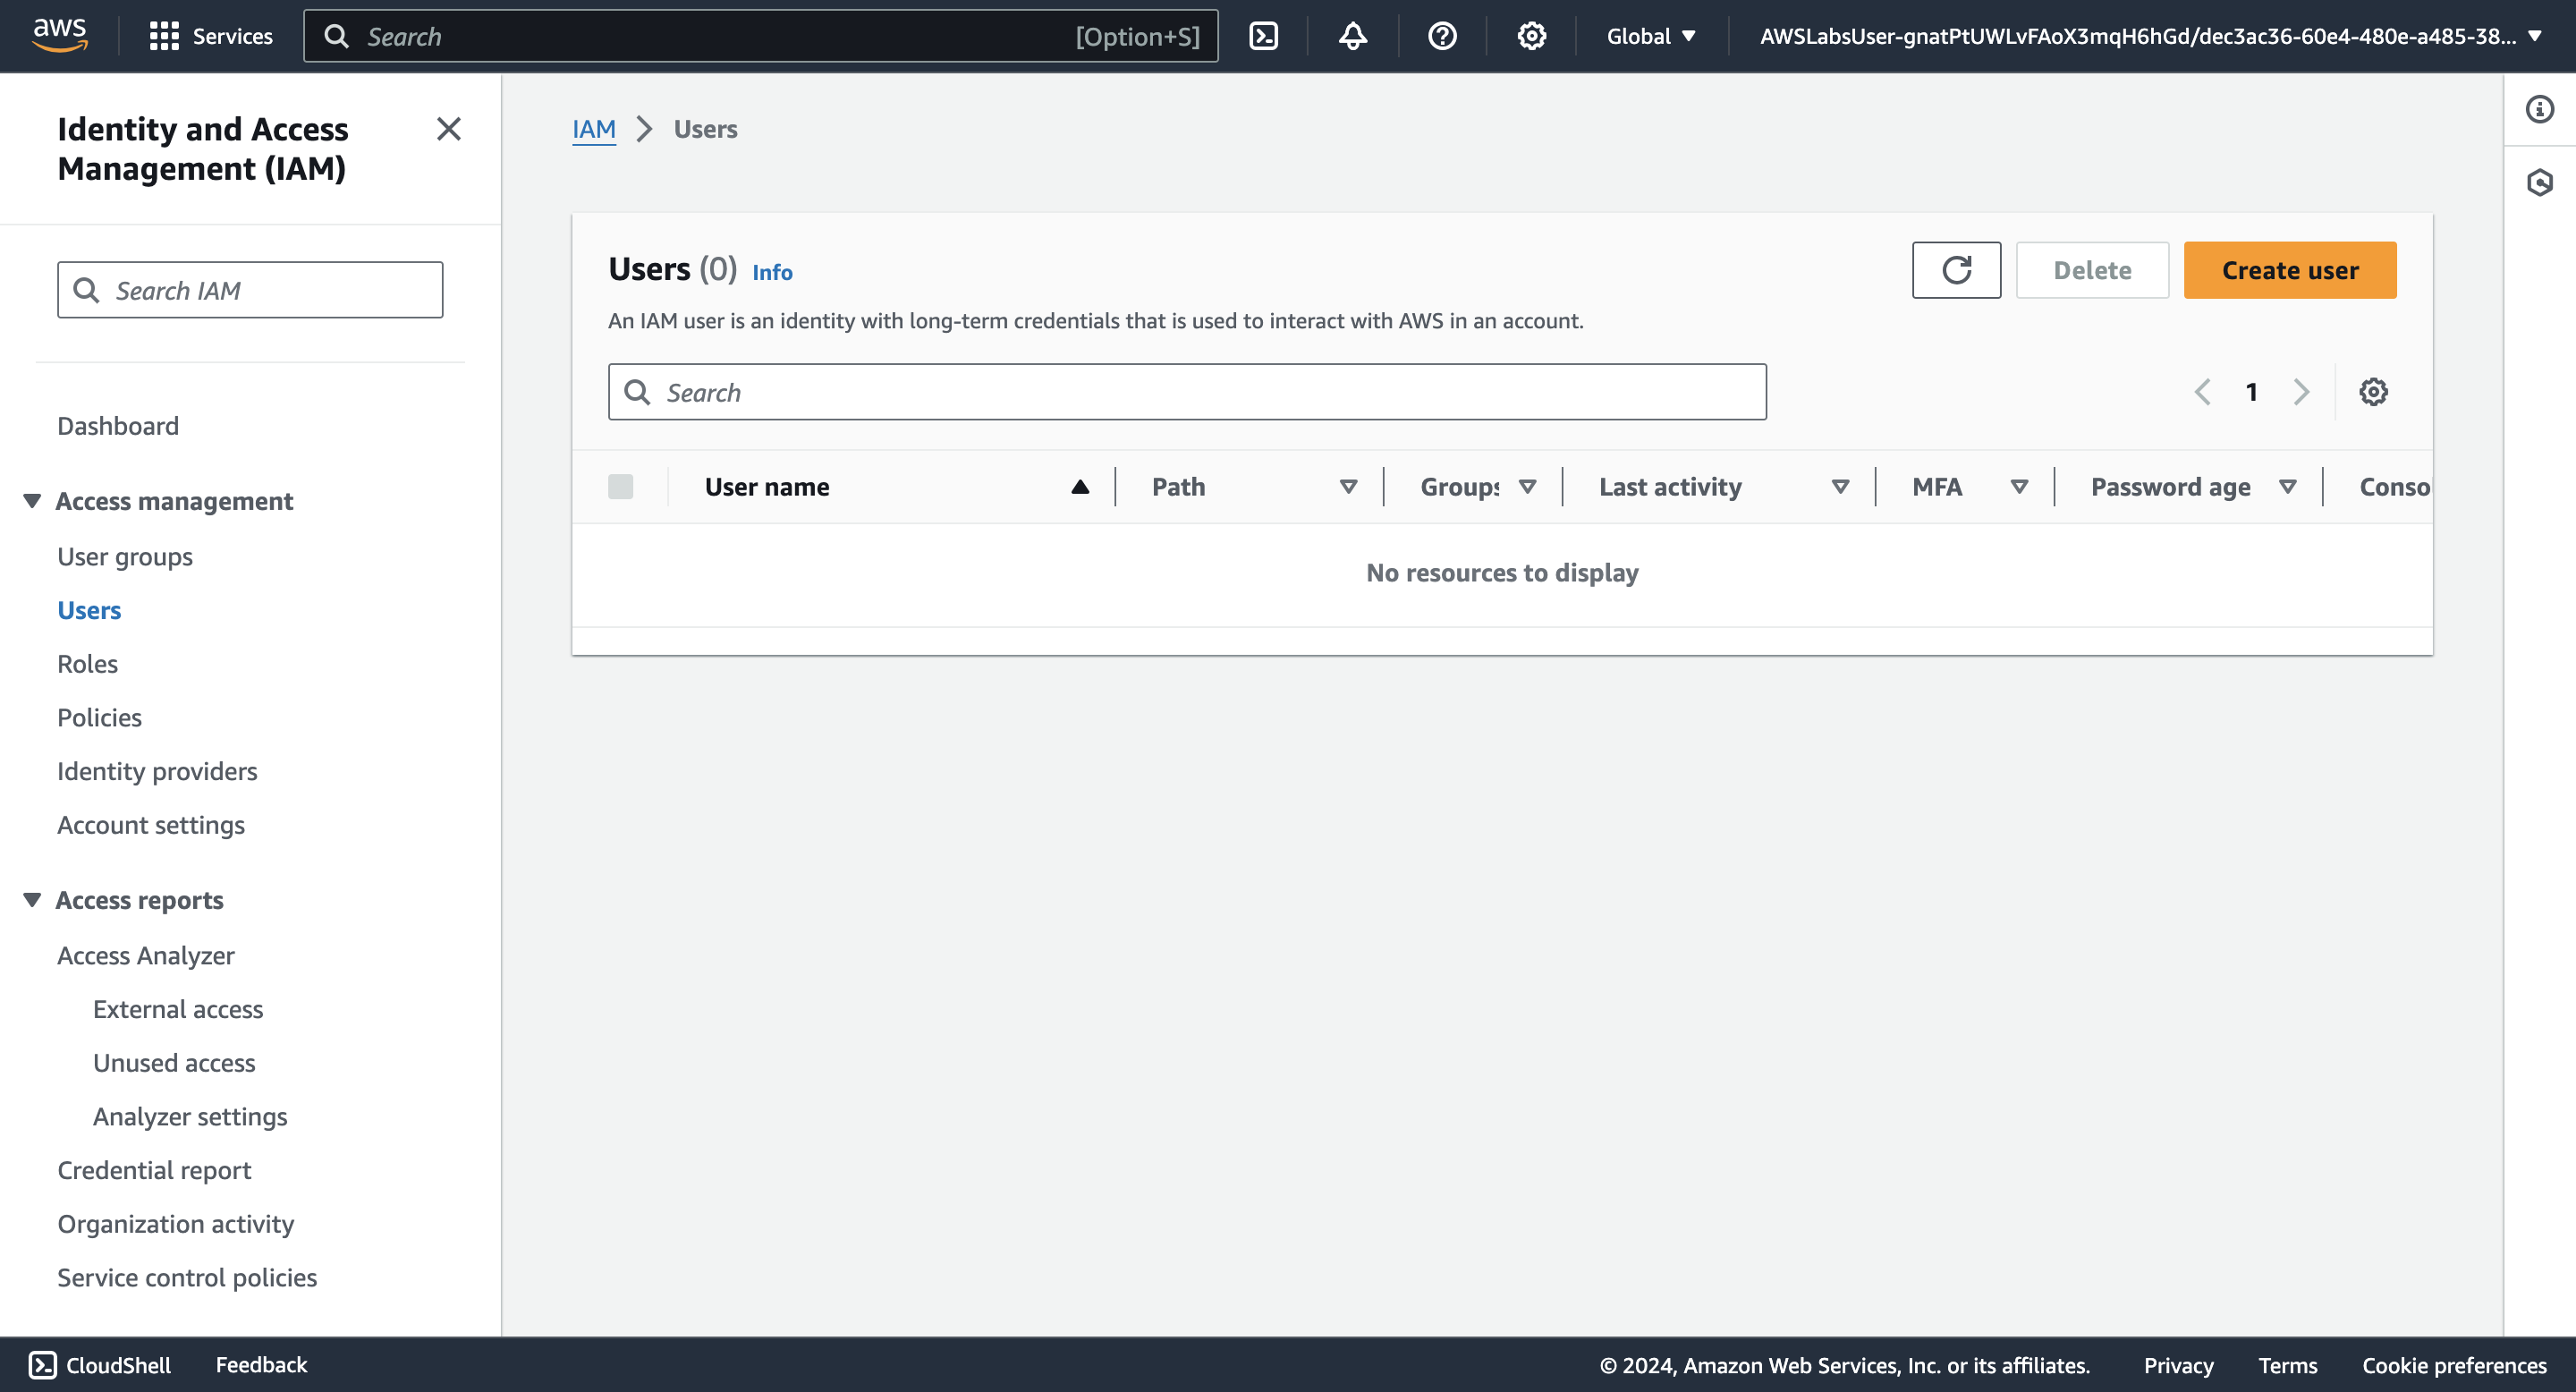 aws
Services
Search
[Option+S]
Global
AWSLabsUser-gnatPtUWLvFAoX3mqH6hGd/dec3ac36-60e4-480e-a485-38...
Identity and Access
Management (IAM)
Search IAM
Dashboard
Access management
User groups
Users
Roles
Policies
Identity providers
Account settings
Access reports
Access Analyzer
External access
Unused access
Analyzer settings
Credential report
Organization activity
Service control policies
IAM
Users
Users (0) Info
Delete
Create user
An IAM user is an identity with long-term credentials that is used to interact with AWS in an account.
Search
1
User name
Path
Groups
Last activity
MFA
Password age
Conso
No resources to display
CloudShell
Feedback
© 2024, Amazon Web Services, Inc. or its affiliates.
Privacy
Terms
Cookie preferences